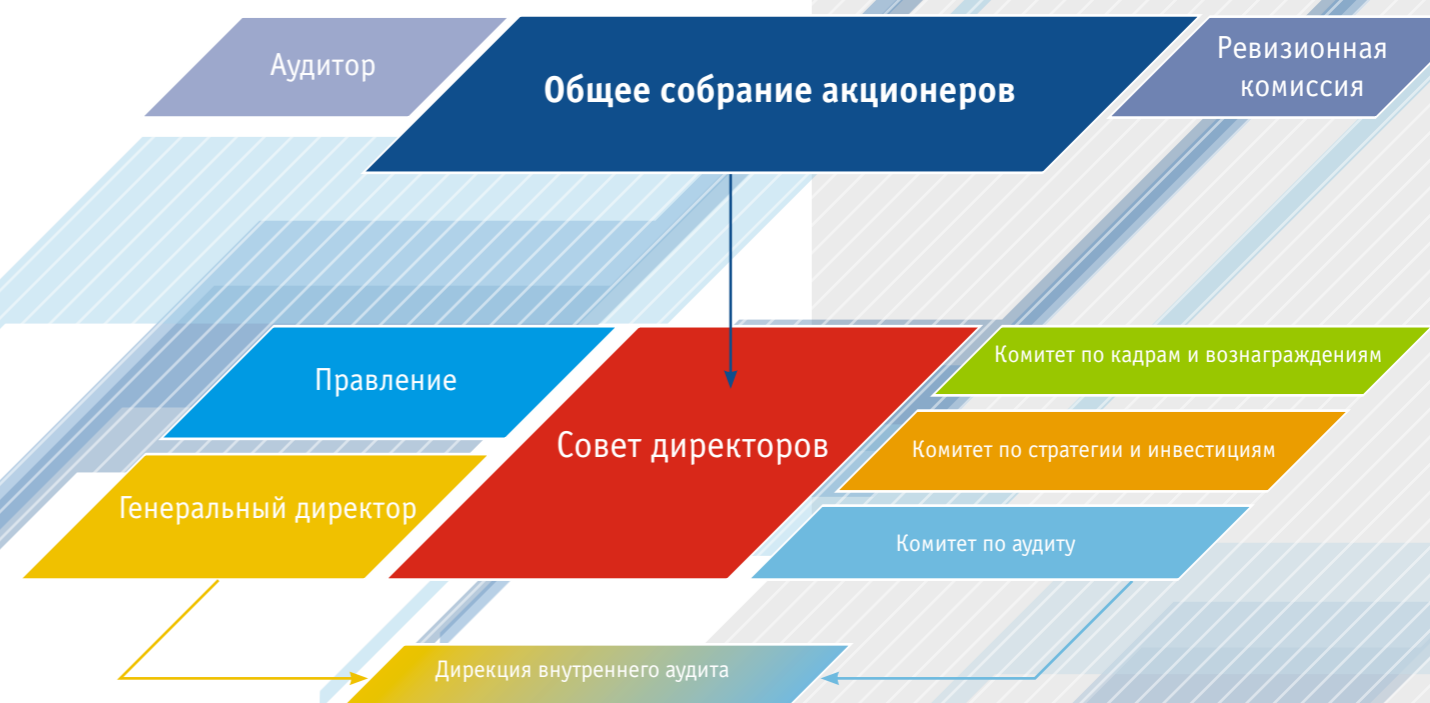 Аудитор
Общее собрание акционеров
Ревизионная
комиссия
Правление
Генеральный директор
Совет директоров
Комитет по кадрам и вознаграждениям
Комитет по стратегии и инвестициям
Комитет по аудиту
Дирекция внутреннего аудита